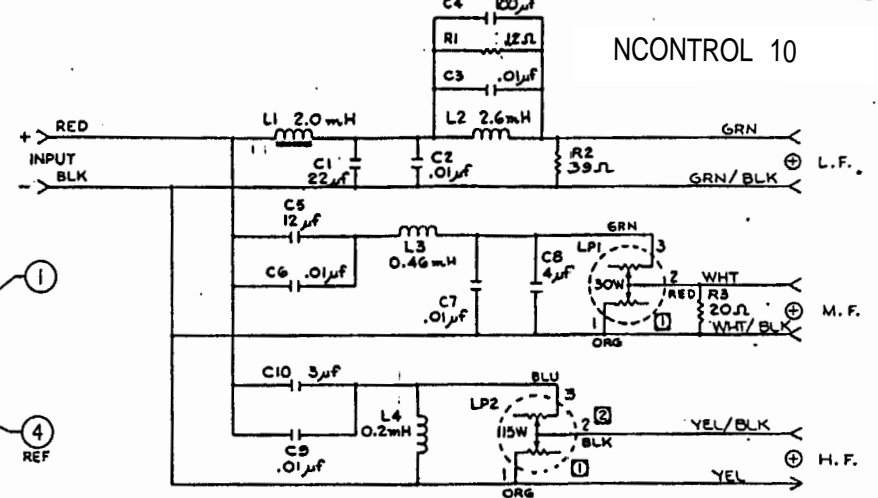 C4 100µf
R1 12Ω
C3 .01µf
NCONTROL 10
L1 2.0mH
L2 2.6mH
+ RED
GRN
INPUT
C1
22µf
C2
.01µf
R2
39Ω
⊕ L.F.
- BLK
GRN/BLK
C5
12µf
C6 .01µf
L3
0.46mH
C7
.01µf
C8
4µf
GRN
LP1
3
30W
2
WHT
RED
R3
20Ω
⊕ M.F.
WHT/BLK
1
ORG
1
1
C10 3µf
C9
.01µf
L4
0.2mH
BLU
3
LP2
115W
2
2
BLK
YEL/BLK
⊕ H.F.
1
ORG
1
YEL
4
REF